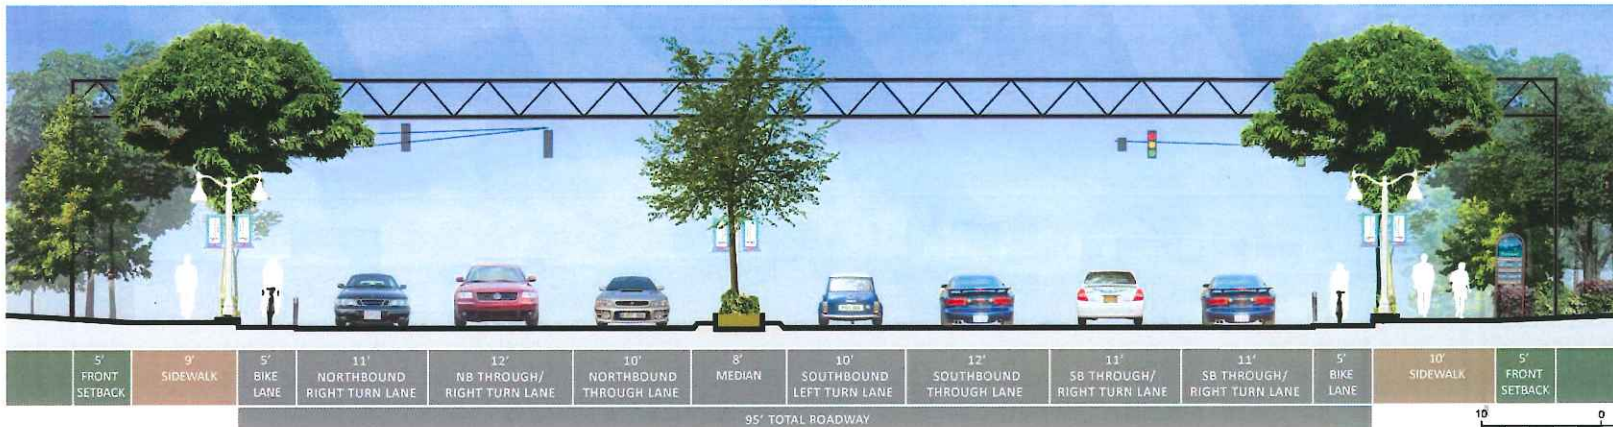 5'
FRONT
SETBACK
9'
SIDEWALK
5'
BIKE
LANE
11'
NORTHBOUND
RIGHT TURN LANE
12'
NB THROUGH/
RIGHT TURN LANE
10'
NORTHBOUND
THROUGH LANE
8'
MEDIAN
10'
SOUTHBOUND
LEFT TURN LANE
12'
SOUTHBOUND
THROUGH LANE
11'
SB THROUGH/
RIGHT TURN LANE
11'
SB THROUGH/
RIGHT TURN LANE
5'
BIKE
LANE
10'
SIDEWALK
5'
FRONT
SETBACK
95' TOTAL ROADWAY
10 0